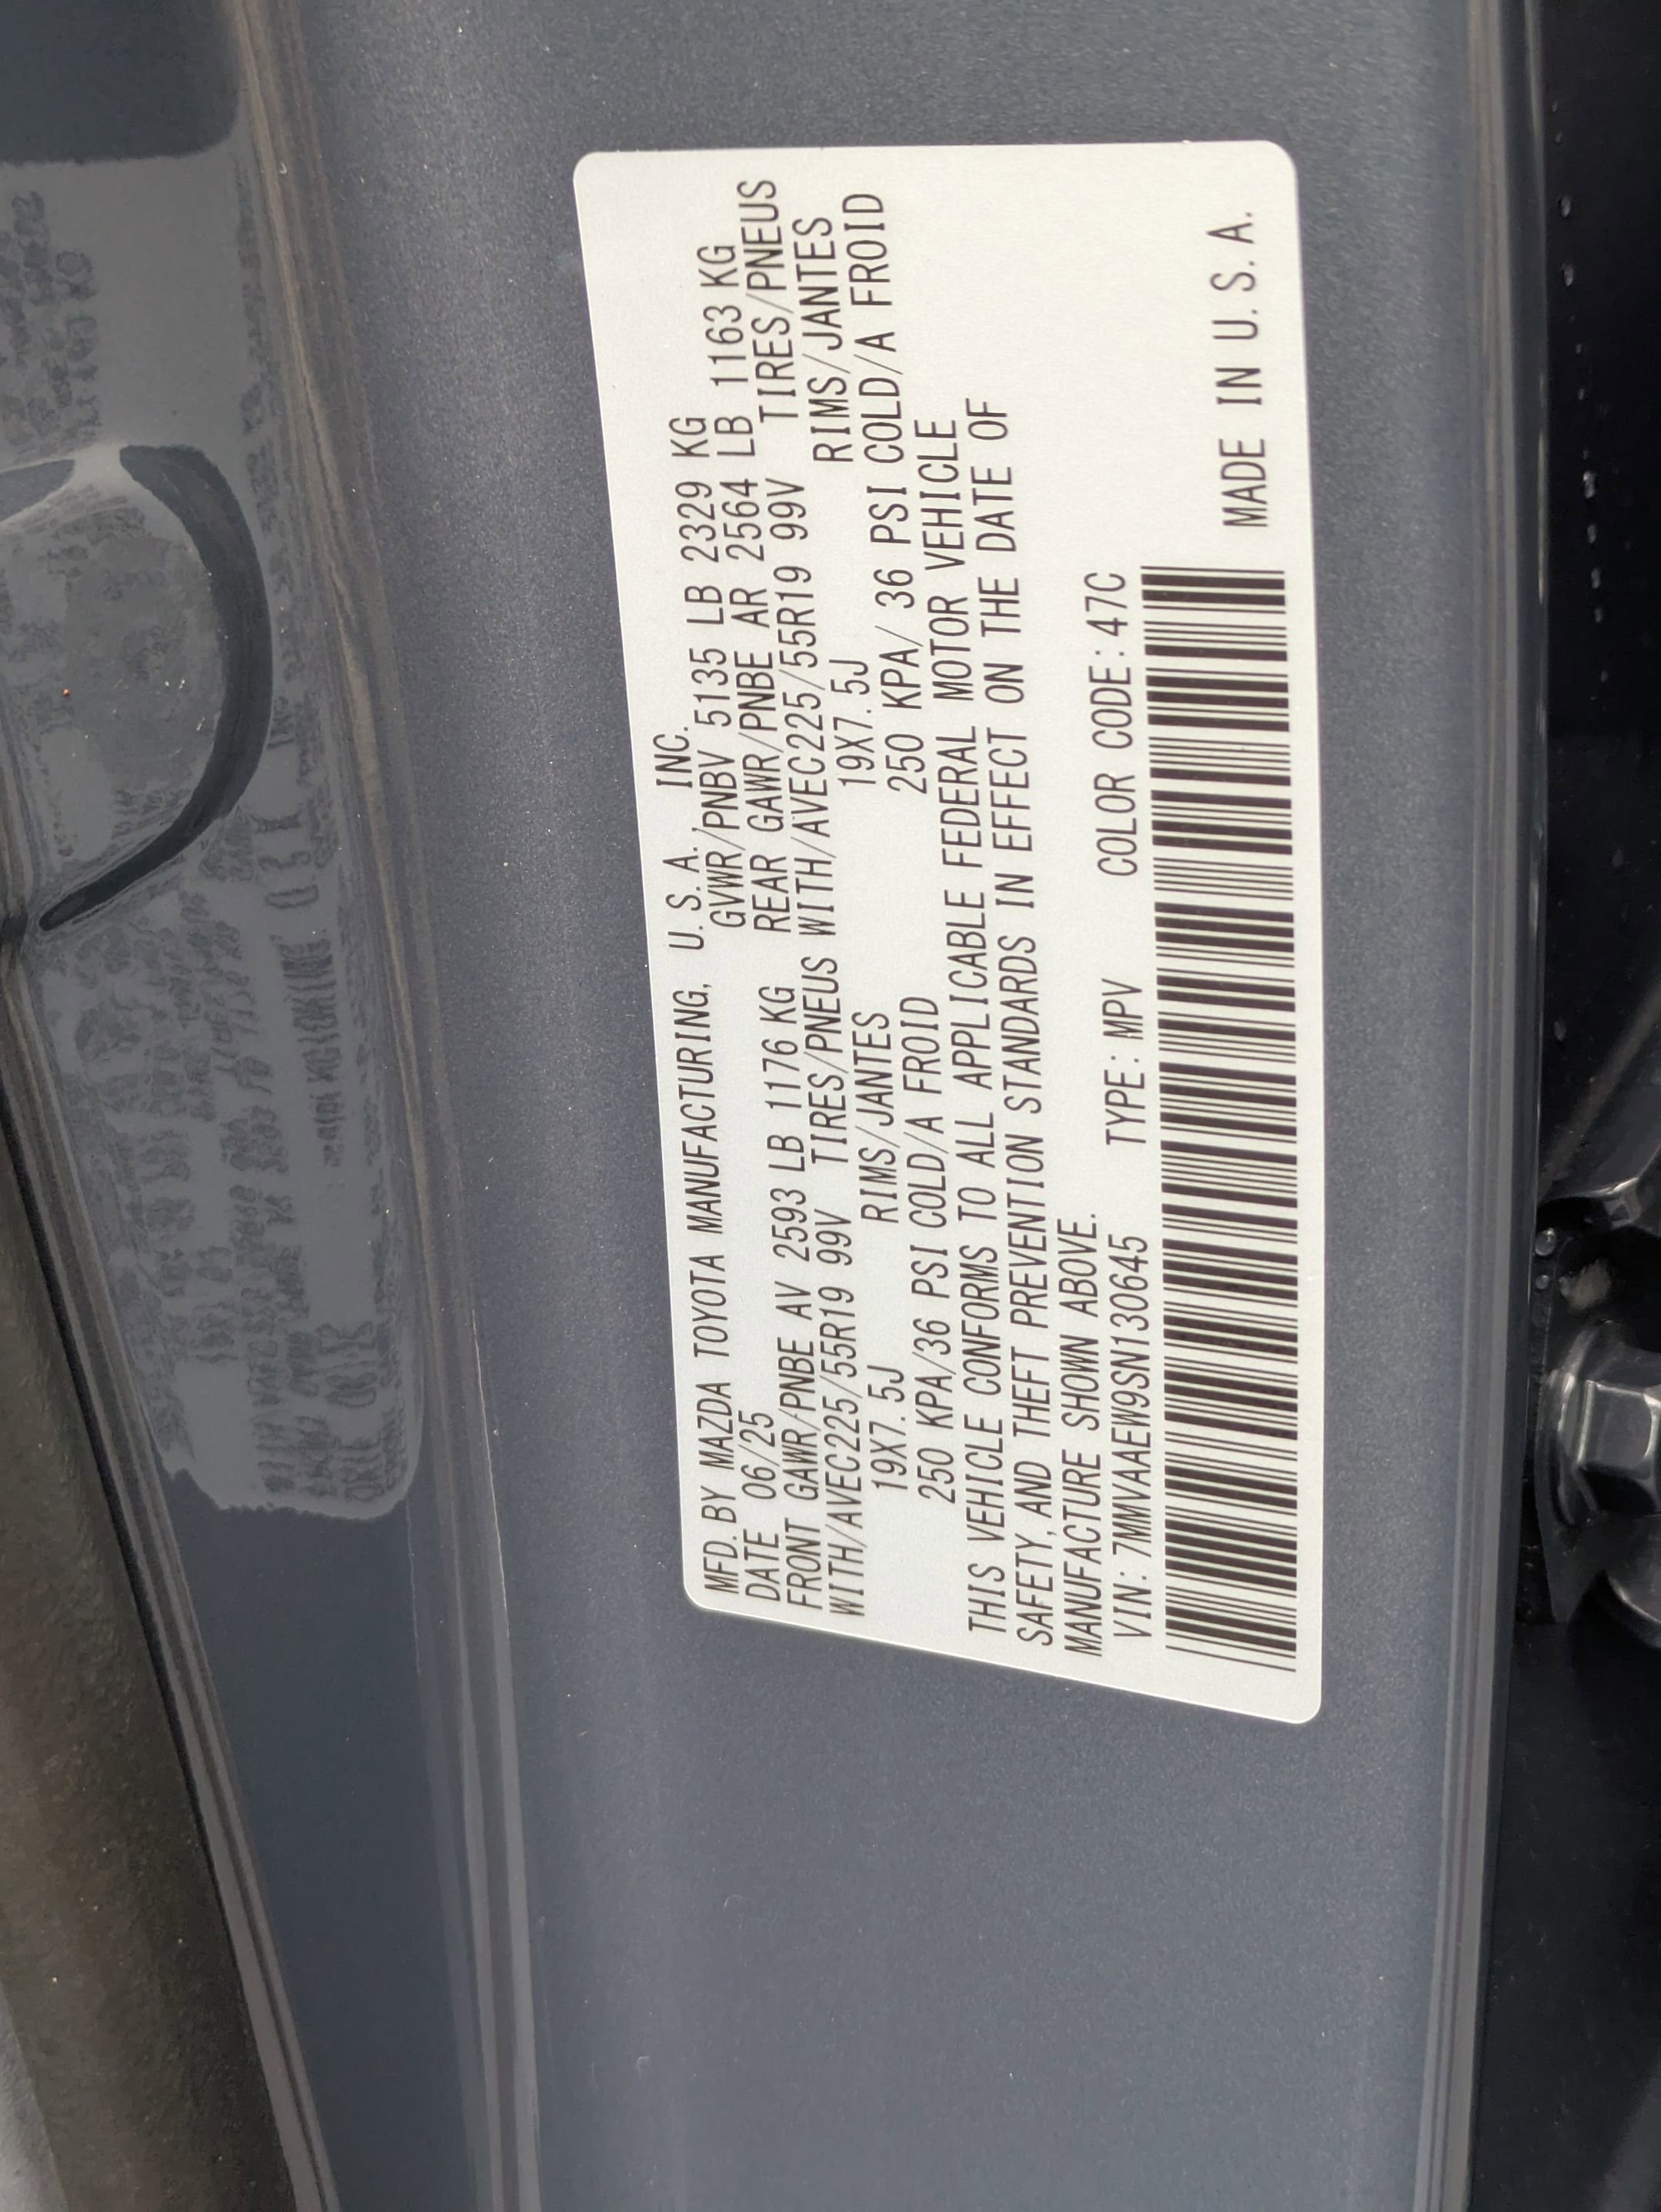 MFD. BY MAZDA TOYOTA MANUFACTURING, U.S.A., INC.
DATE 06/25 GVWR/PNBV 5135 LB 2329 KG
FRONT GAWR/PNBE AV 2593 LB 1176 KG REAR GAWR/PNBE AR 2564 LB 1163 KG
WITH/AVEC225/55R19 99V TIRES/PNEUS WITH/AVEC225/55R19 99V TIRES/PNEUS
19X7.5J RIMS/JANTES 19X7.5J RIMS/JANTES
250 KPA/36 PSI COLD/A FROID 250 KPA/ 36 PSI COLD/A FROID
THIS VEHICLE CONFORMS TO ALL APPLICABLE FEDERAL MOTOR VEHICLE
SAFETY, AND THEFT PREVENTION STANDARDS IN EFFECT ON THE DATE OF
MANUFACTURE SHOWN ABOVE.
VIN: 7MMVAAEW9SN130645 TYPE: MPV COLOR CODE: 47C
MADE IN U.S.A.